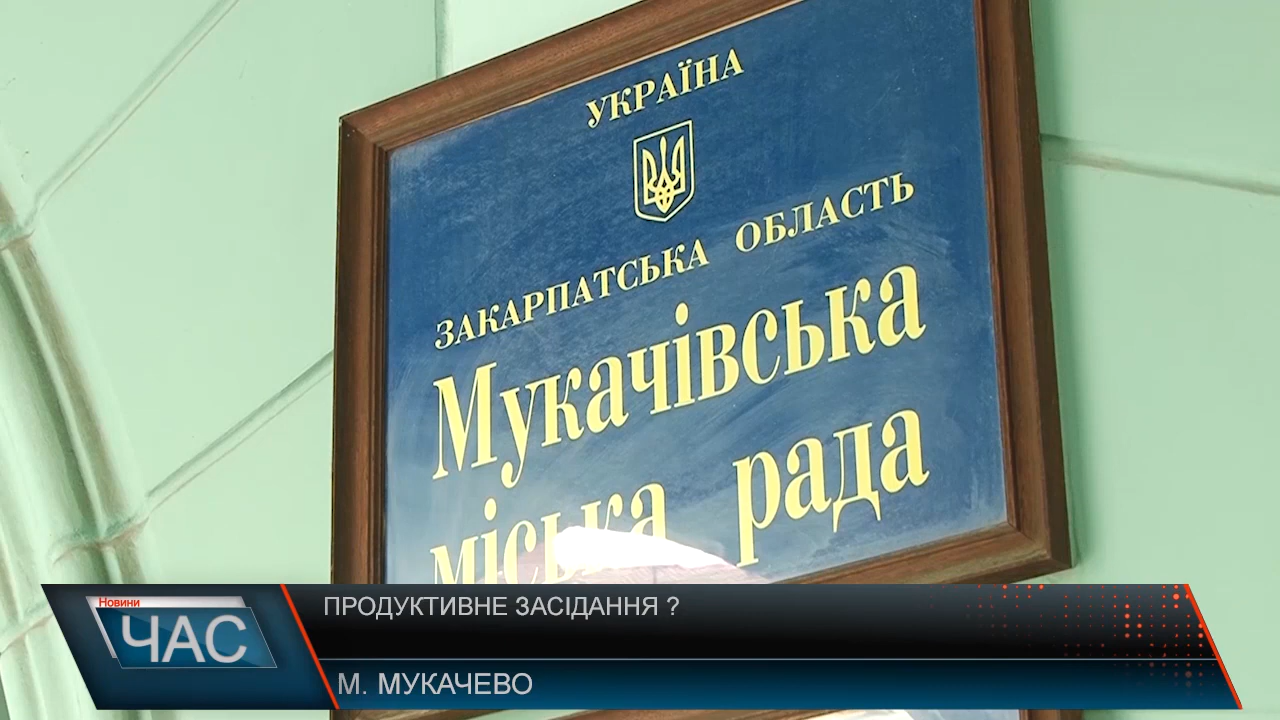 УКРАЇНА
ЗАКАРПАТСЬКА ОБЛАСТЬ
Мукачівська
міська рада
Новини
ЧАС
ПРОДУКТИВНЕ ЗАСІДАННЯ ?
М. МУКАЧЕВО